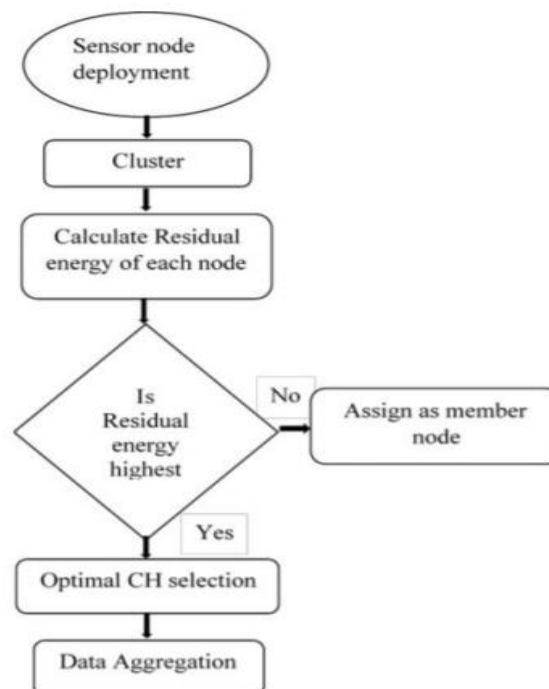 Sensor node
deployment
Cluster
Calculate Residual
energy of each node
Is
Residual
energy
highest
No
Assign as member
node
Yes
Optimal CH selection
Data Aggregation